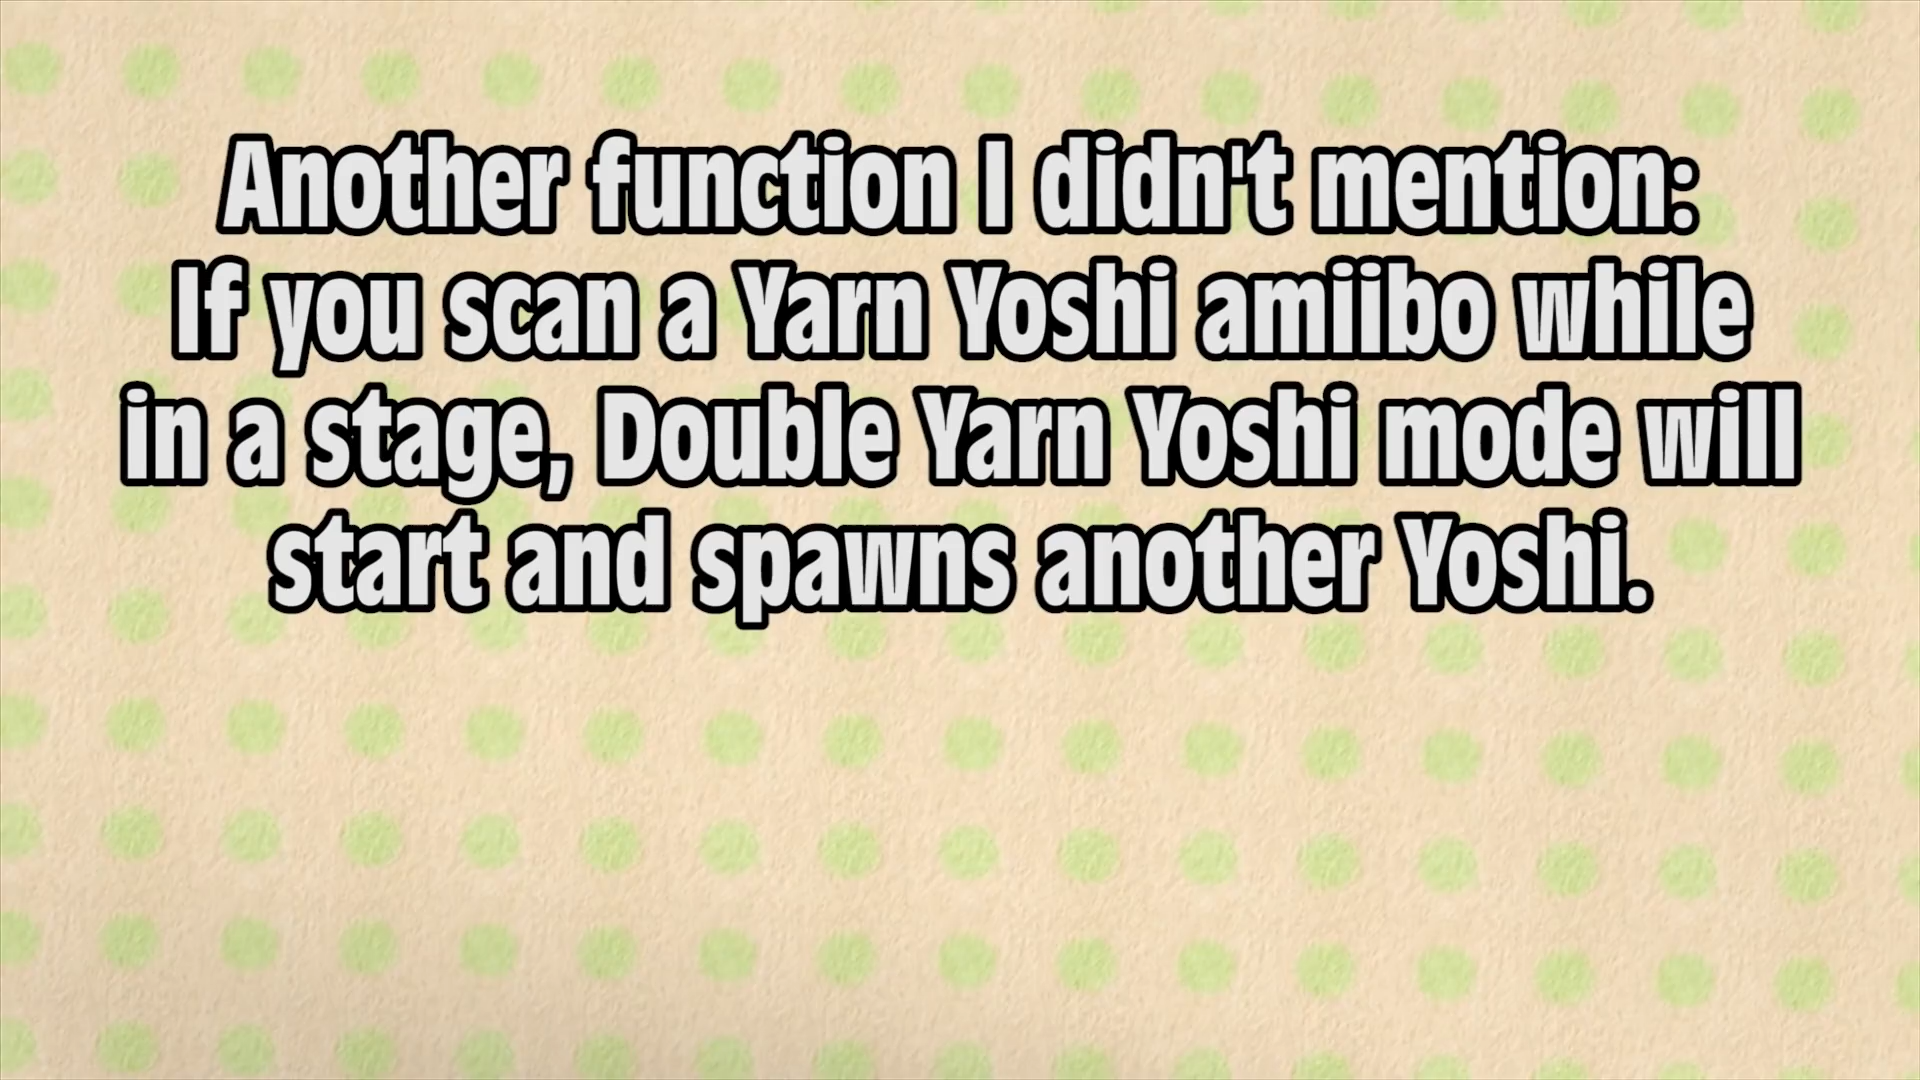 Another function I didn't mention:
If you scan a Yarn Yoshi amiibo while
in a stage, Double Yarn Yoshi mode will
start and spawns another Yoshi.